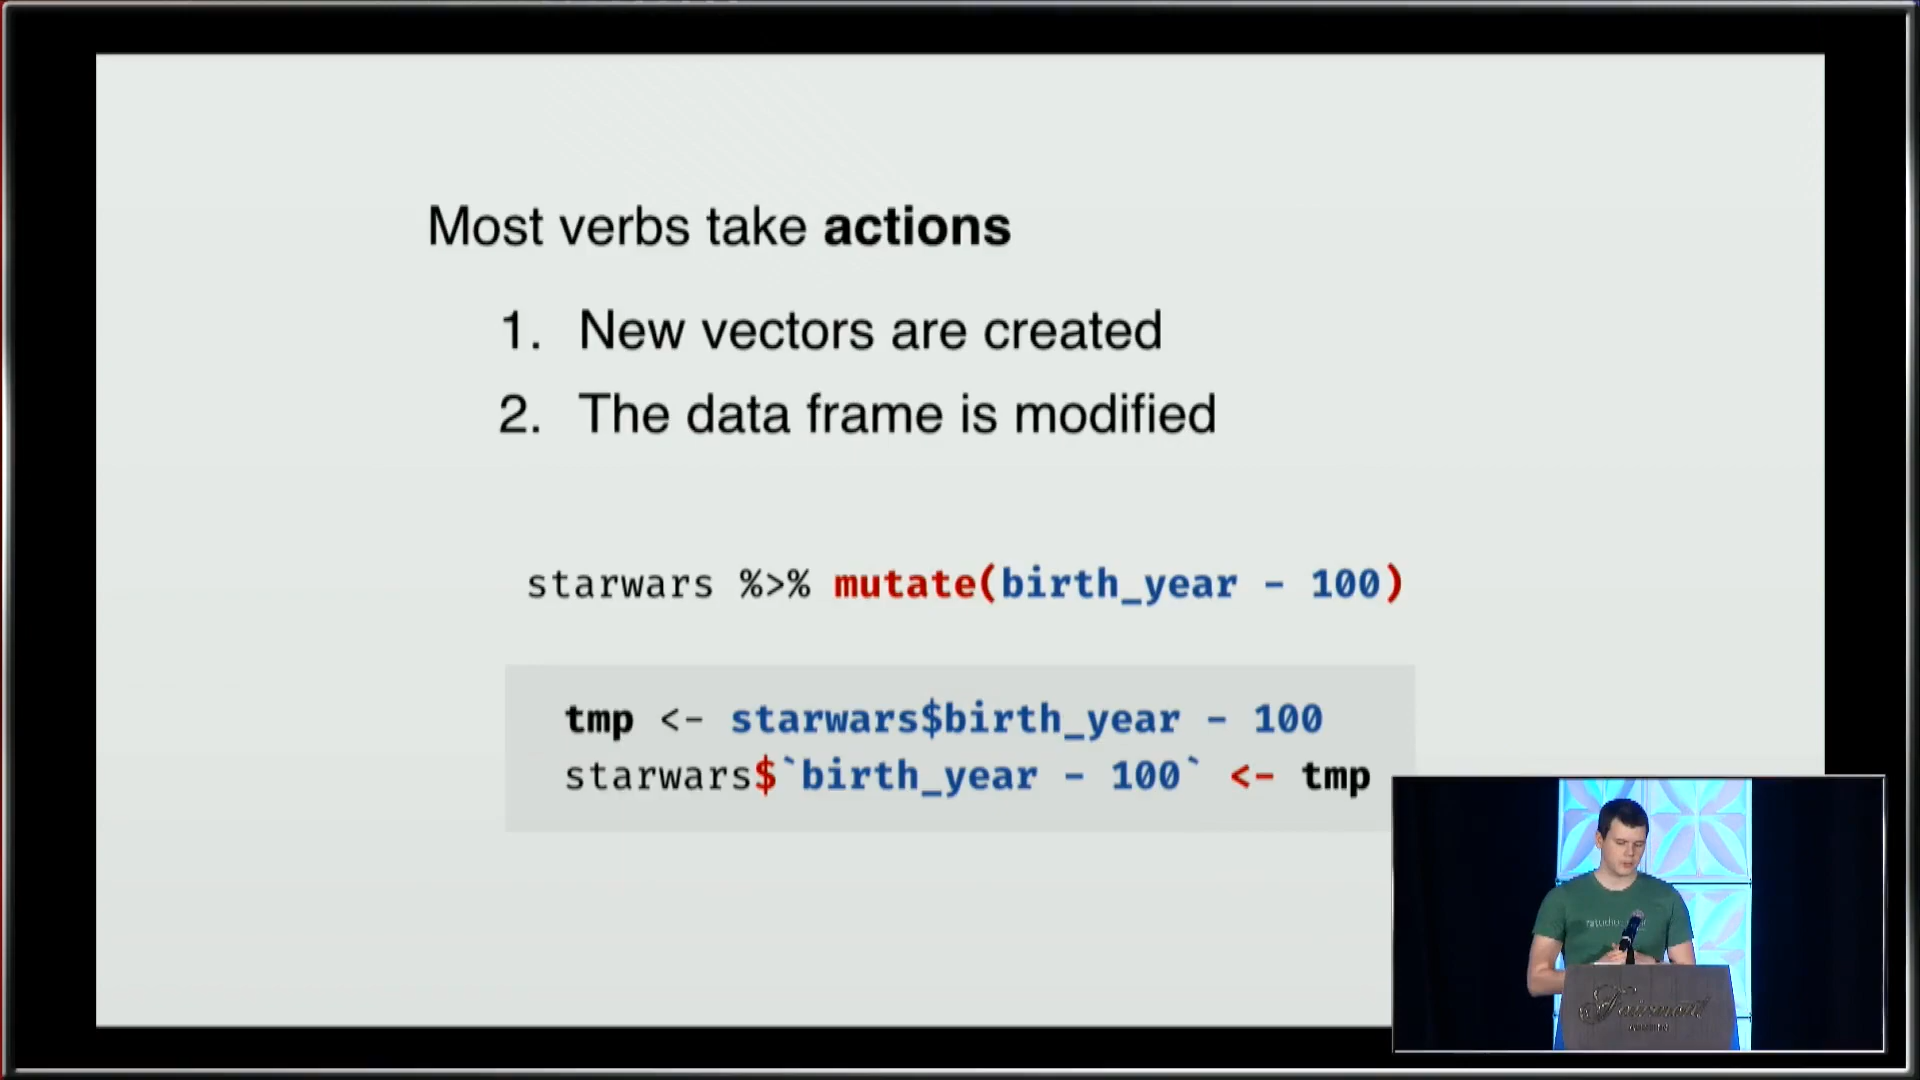 Most verbs take actions
1. New vectors are created
2. The data frame is modified
starwars %>% mutate(birth_year - 100)
tmp <- starwars$birth_year - 100
starwars$`birth_year - 100` <- tmp
Fairmont